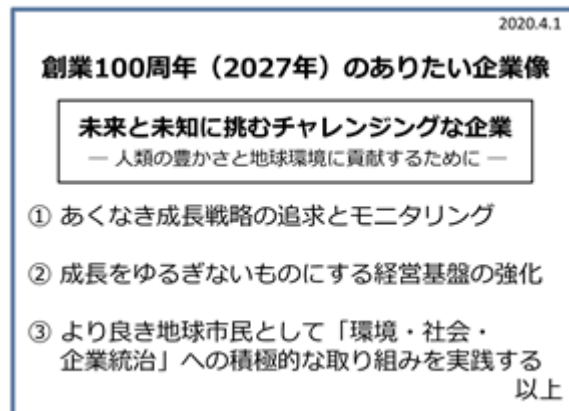 2020.4.1
創業100周年（2027年）のありたい企業像
未来と未知に挑むチャレンジングな企業
― 人類の豊かさと地球環境に貢献するために ―
① あくなき成長戦略の追求とモニタリング
② 成長をゆるぎないものにする経営基盤の強化
③ より良き地球市民として「環境・社会・
企業統治」への積極的な取り組みを実践する
以上